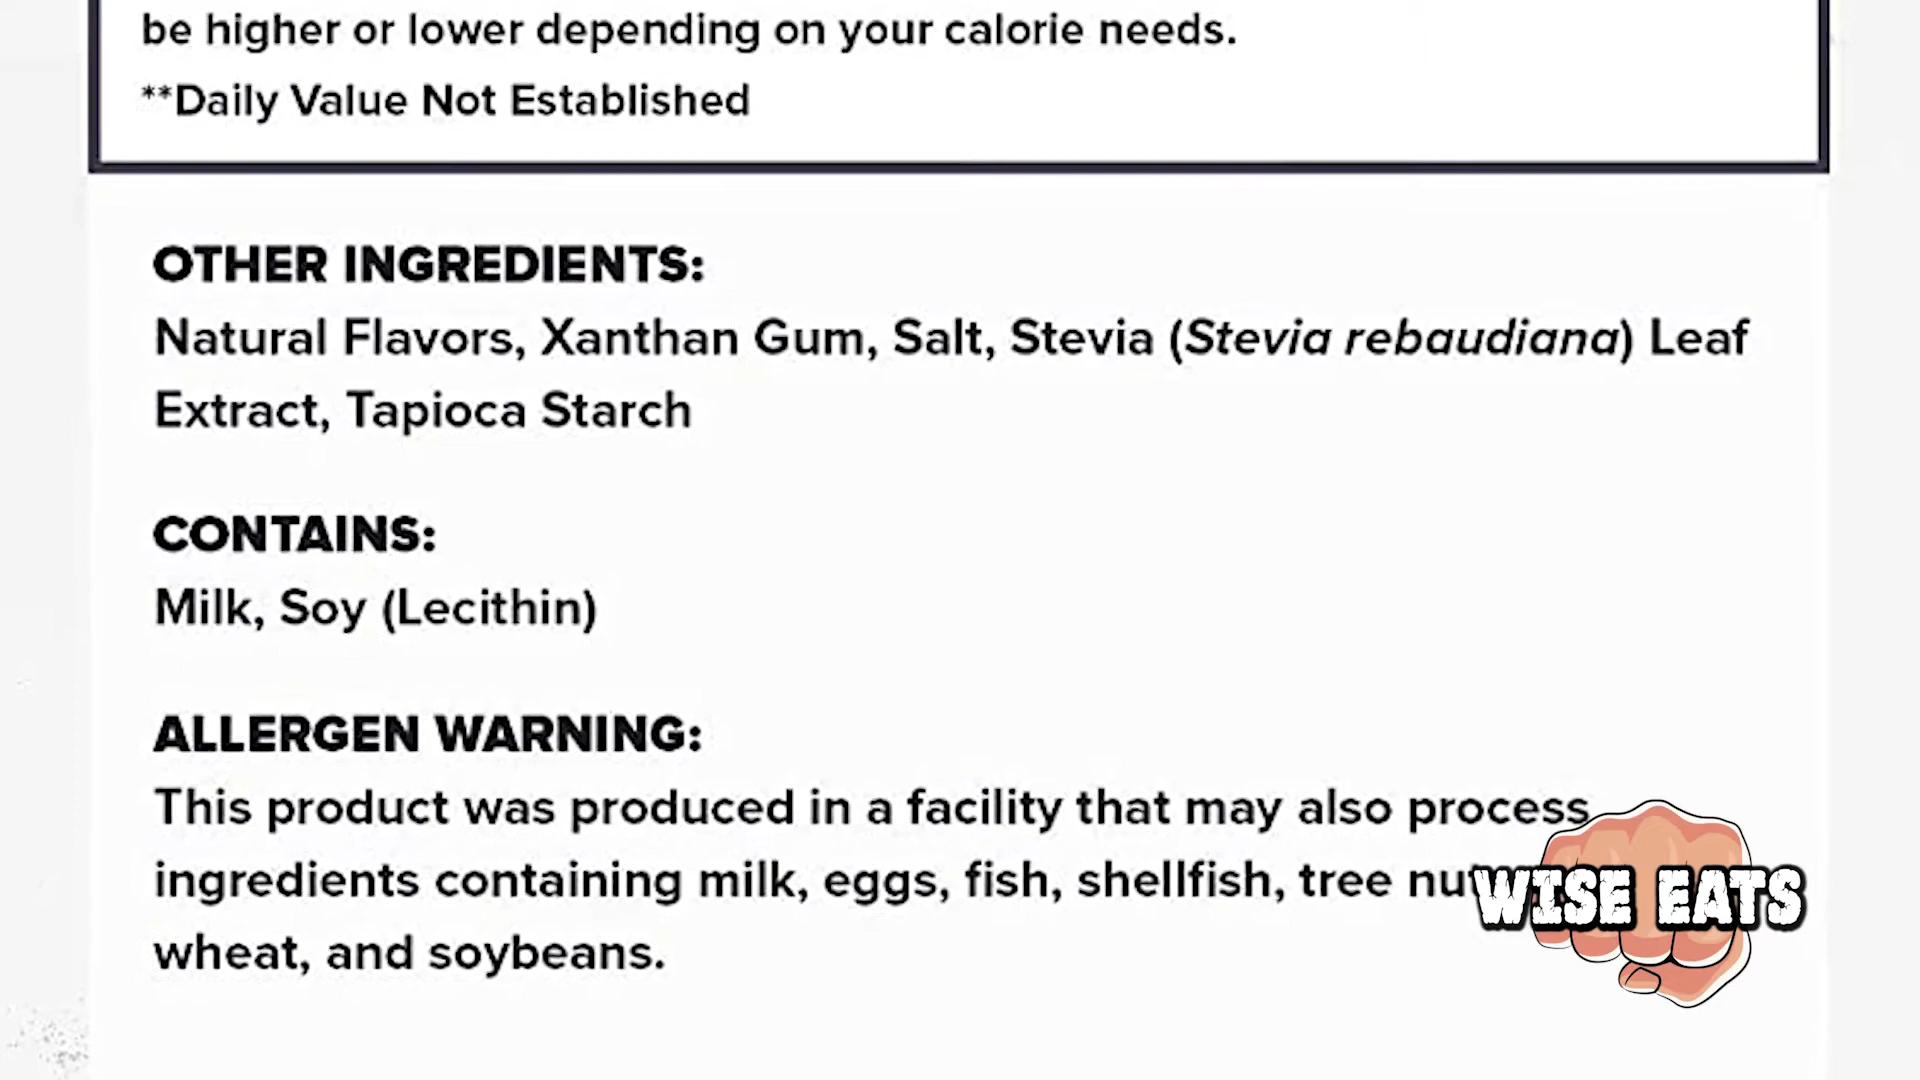 be higher or lower depending on your calorie needs.
**Daily Value Not Established
OTHER INGREDIENTS:
Natural Flavors, Xanthan Gum, Salt, Stevia (Stevia rebaudiana) Leaf
Extract, Tapioca Starch
CONTAINS:
Milk, Soy (Lecithin)
ALLERGEN WARNING:
This product was produced in a facility that may also process
ingredients containing milk, eggs, fish, shellfish, tree
wheat, and soybeans.
WISE EATS